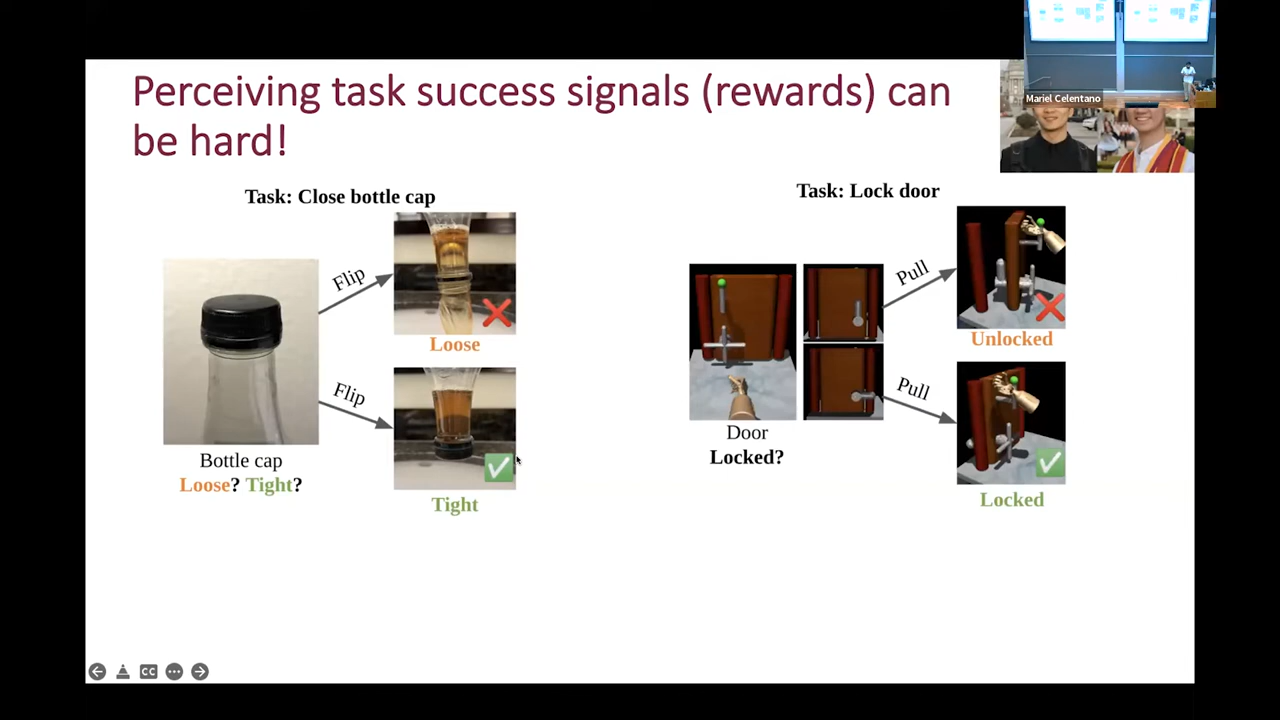 Perceiving task success signals (rewards) can
be hard!
Mariel Celentano
Task: Close bottle cap
Flip
Loose
Flip
Bottle cap
Loose? Tight?
Tight
Task: Lock door
Pull
Unlocked
Pull
Door
Locked?
Locked
CC